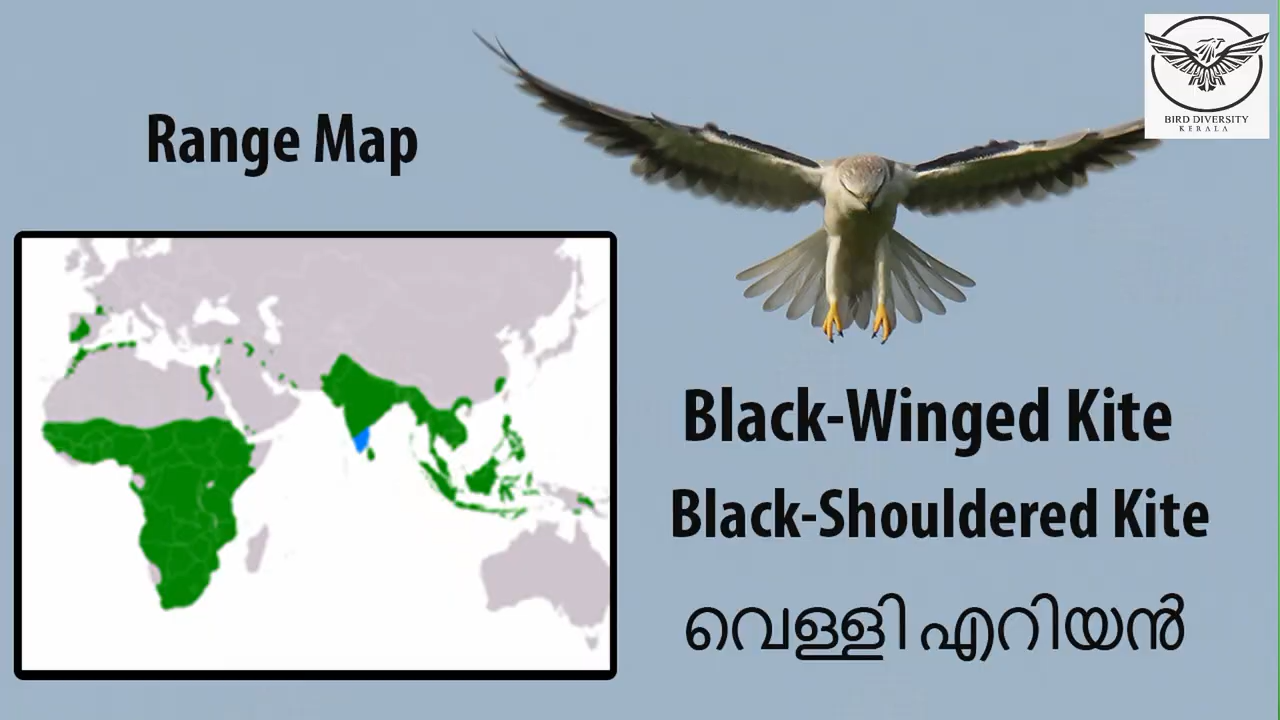 BIRD DIVERSITY
KERALA
Range Map
Black-Winged Kite
Black-Shouldered Kite
വെള്ളി എറിയൻ